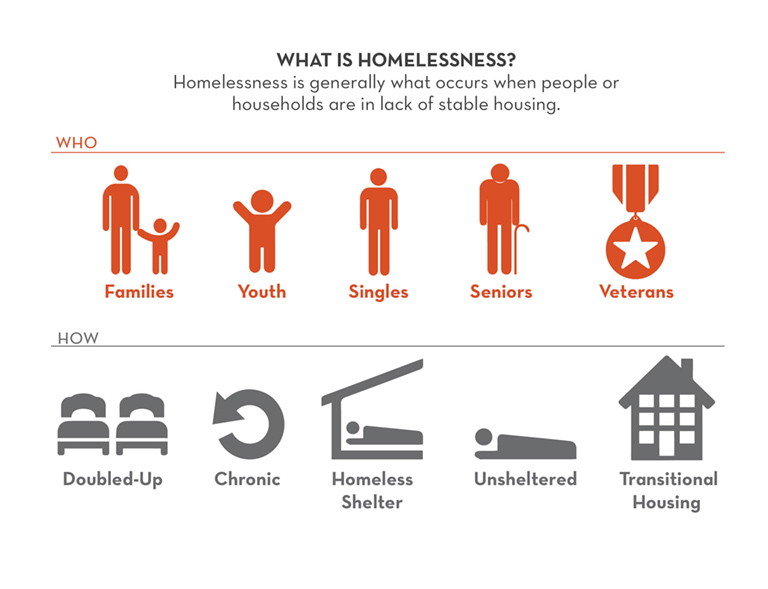 WHAT IS HOMELESSNESS?
Homelessness is generally what occurs when people or
households are in lack of stable housing.
WHO
Families
Youth
Singles
Seniors
Veterans
HOW
Doubled-Up
Chronic
Homeless
Shelter
Unsheltered
Transitional
Housing